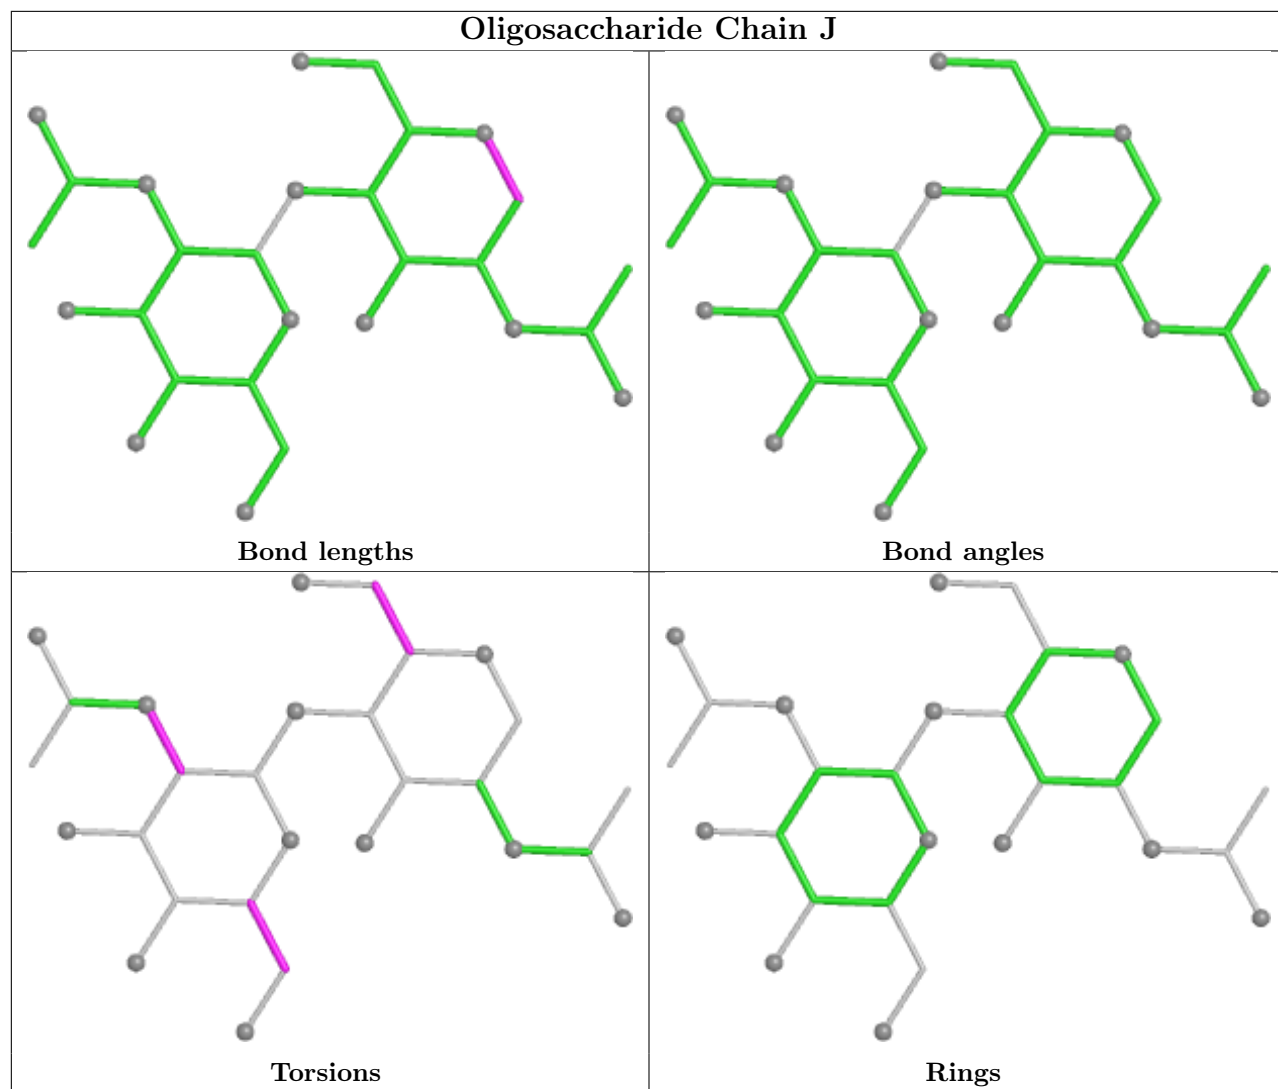 Oligosaccharide Chain J
Bond lengths
Bond angles
Torsions
Rings